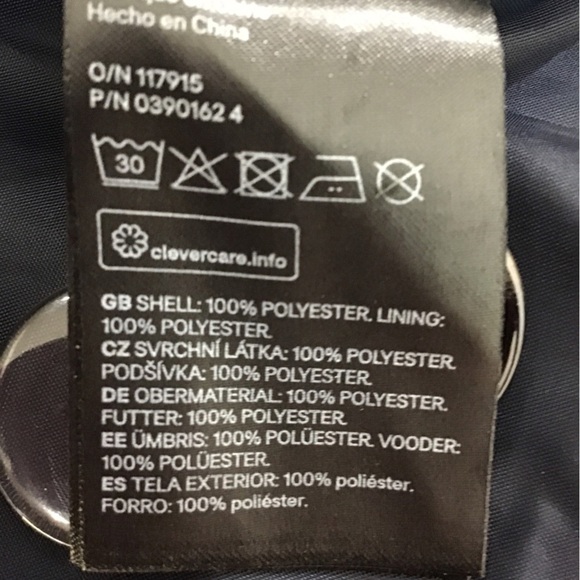 Hecho en China
O/N 117915
P/N 0390162 4
30
clevercare.info
GB SHELL: 100% POLYESTER. LINING:
100% POLYESTER.
CZ SVRCHNÍ LÁTKA: 100% POLYESTER.
PODŠÍVKA: 100% POLYESTER.
DE OBERMATERIAL: 100% POLYESTER.
FUTTER: 100% POLYESTER.
EE ÜMBRIS: 100% POLÜESTER. VOODER:
100% POLÜESTER.
ES TELA EXTERIOR: 100% poliéster.
FORRO: 100% poliéster.